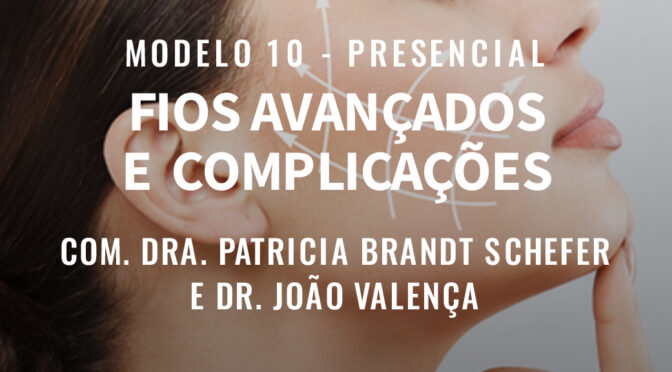 MODELO 10 - PRESENCIAL
FIOS AVANÇADOS
E COMPLICAÇÕES
COM. DRA. PATRICIA BRANDT SCHEFER
E DR. JOÃO VALENÇA